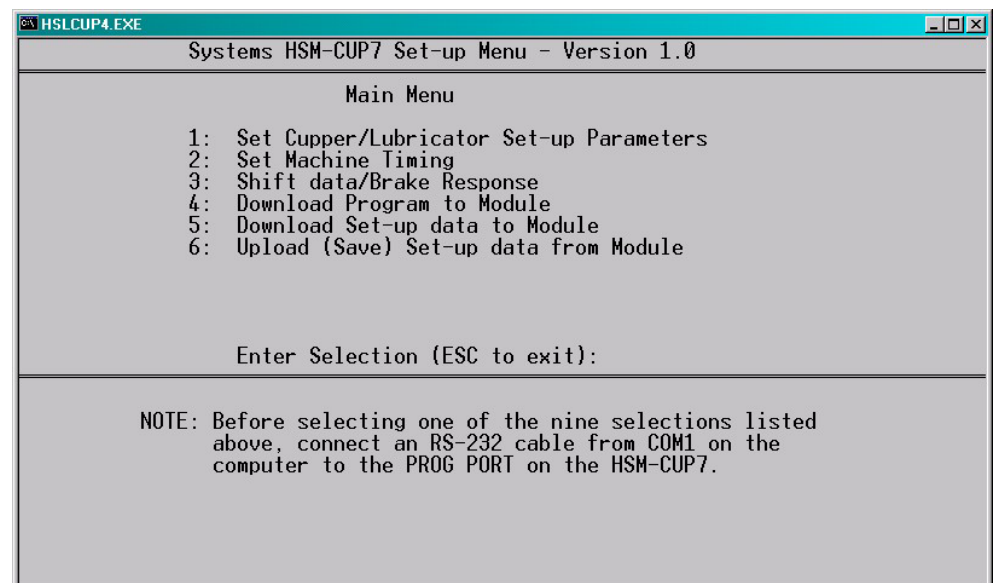 HSLCUP4.EXE
Systems HSM-CUP7 Set-up Menu - Version 1.0
Main Menu
1: Set Cupper/Lubricator Set-up Parameters
2: Set Machine Timing
3: Shift data/Brake Response
4: Download Program to Module
5: Download Set-up data to Module
6: Upload (Save) Set-up data from Module
Enter Selection (ESC to exit):
NOTE: Before selecting one of the nine selections listed
above, connect an RS-232 cable from COM1 on the
computer to the PROG PORT on the HSM-CUP7.